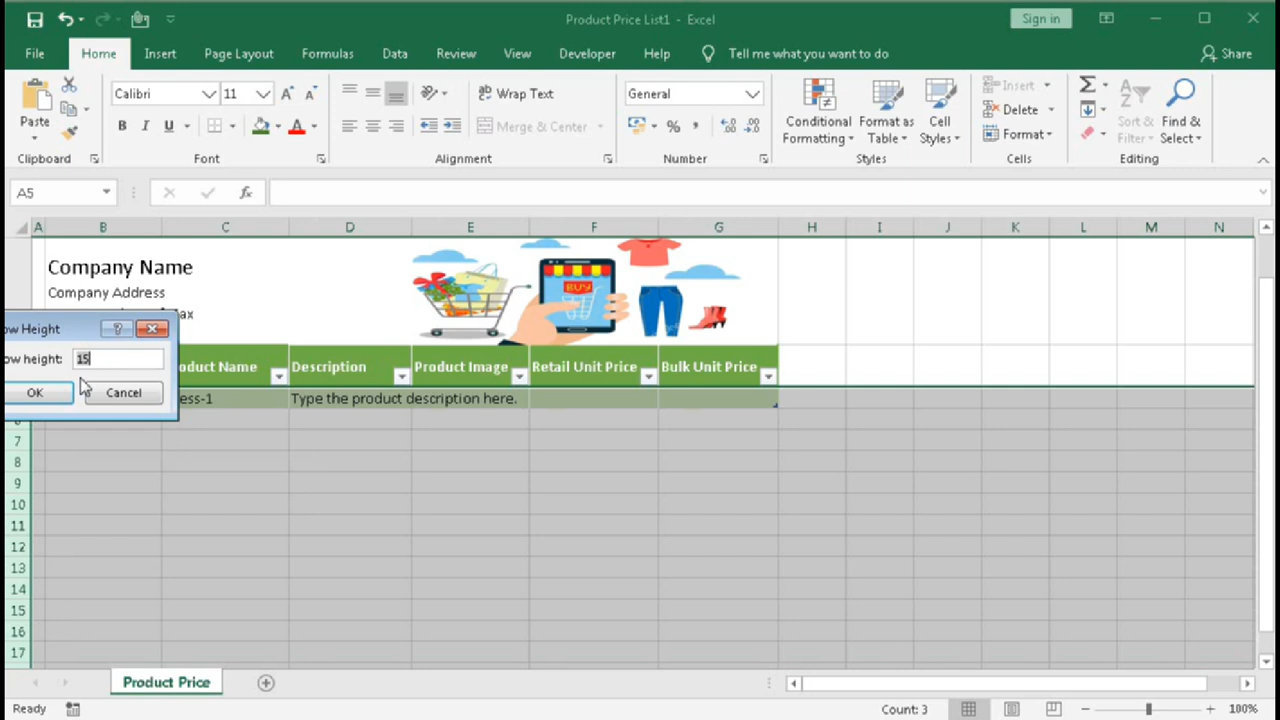 Product Price List1 - Excel
Sign in
File Home Insert Page Layout Formulas Data Review View Developer Help Tell me what you want to do Share
Calibri 11 Wrap Text General Insert
Paste B I U Merge & Center % , Conditional Formatting Format as Table Cell Styles Delete Format Sort & Filter Find & Select
Clipboard Font Alignment Number Styles Cells Editing
A5 fx
A B C D E F G H I J K L M N
Company Name
Company Address
BUY
ow Height ?
ow height: 15
OK Cancel
Description Product Image Retail Unit Price Bulk Unit Price
ess-1 Type the product description here.
7
8
9
10
11
12
13
14
15
16
17
Product Price
Ready Count: 3 100%